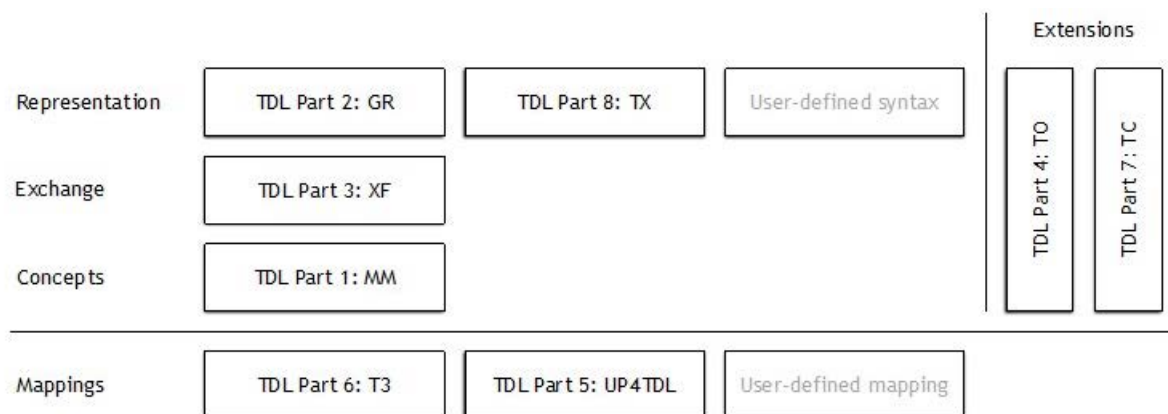 Extensions
Representation
TDL Part 2: GR
TDL Part 8: TX
User-defined syntax
TDL Part 4: TO
TDL Part 7: TC
Exchange
TDL Part 3: XF
Concepts
TDL Part 1: MM
Mappings
TDL Part 6: T3
TDL Part 5: UP4TDL
User-defined mapping